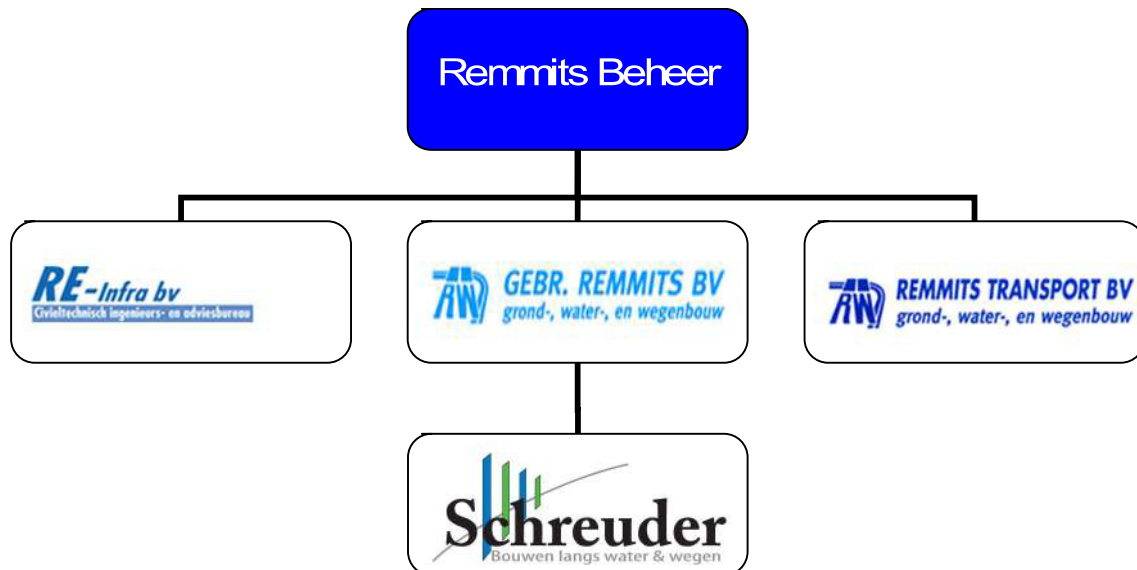 Remmits Beheer
RE-Infra bv
Civieltechnisch ingenieurs- en adviesbureau
GEBR. REMMITS BV
grond-, water-, en wegenbouw
REMMITS TRANSPORT BV
grond-, water-, en wegenbouw
Schreuder
Bouwen langs water & wegen